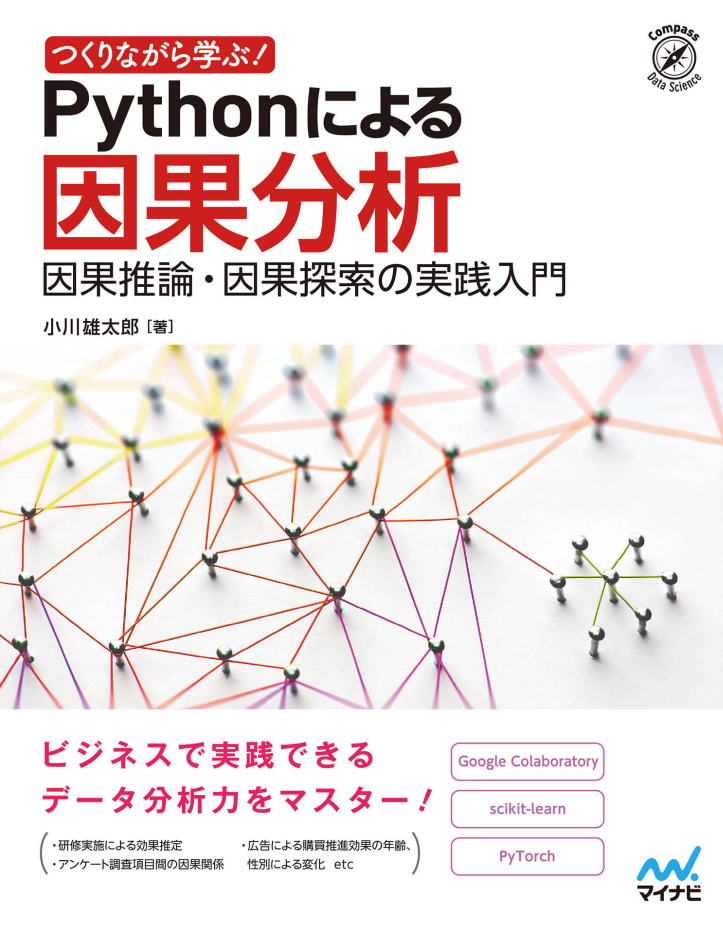 つくりながら学ぶ!
Compass
Data Science
Pythonによる
因果分析
因果推論・因果探索の実践入門
小川雄太郎［著］
ビジネスで実践できる
データ分析力をマスター！
・研修実施による効果推定
・アンケート調査項目間の因果関係
・広告による購買推進効果の年齢、
性別による変化 etc
Google Colaboratory
scikit-learn
PyTorch
マイナビ